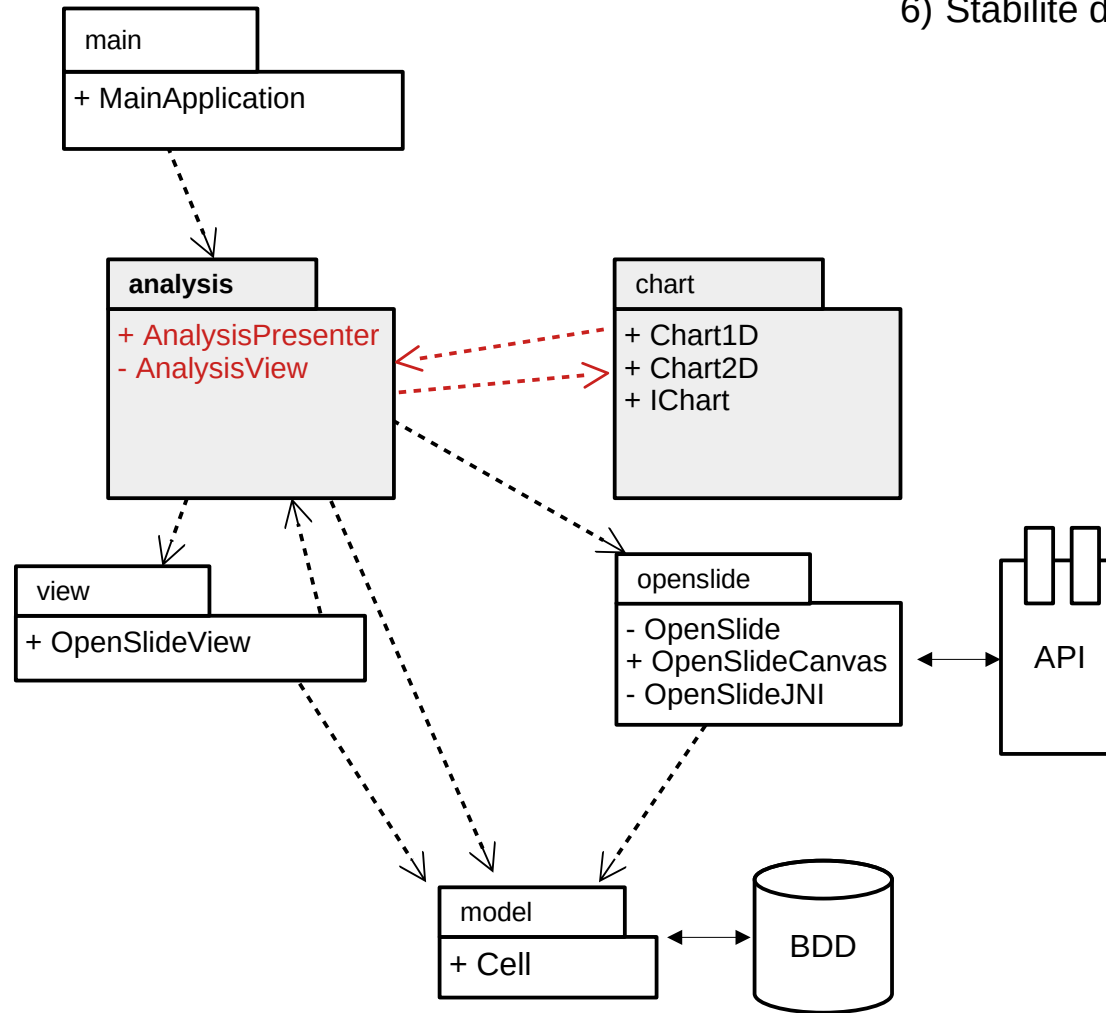 6) Stabilité d
main
+ MainApplication
analysis
+ AnalysisPresenter
- AnalysisView
chart
+ Chart1D
+ Chart2D
+ IChart
view
+ OpenSlideView
openslide
- OpenSlide
+ OpenSlideCanvas
- OpenSlideJNI
API
model
+ Cell
BDD